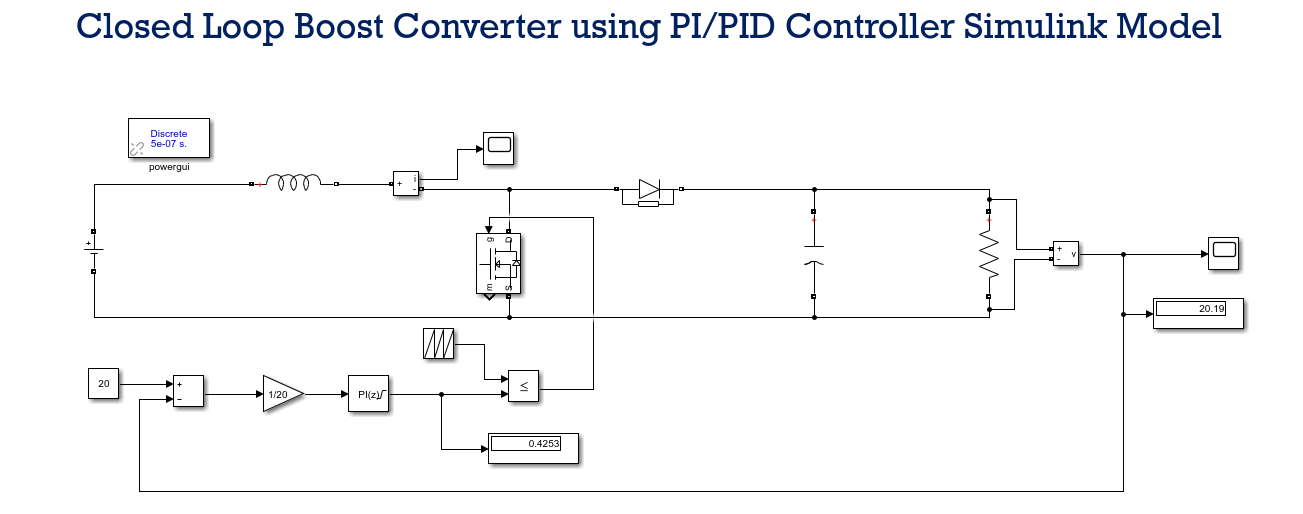 Closed Loop Boost Converter using PI/PID Controller Simulink Model
Discrete
5e-07 s.
powergui
+
i
-
+
g
D
m
S
+
-
v
20.19
20
+
−
1/20
PI(z)
≤
0.4253